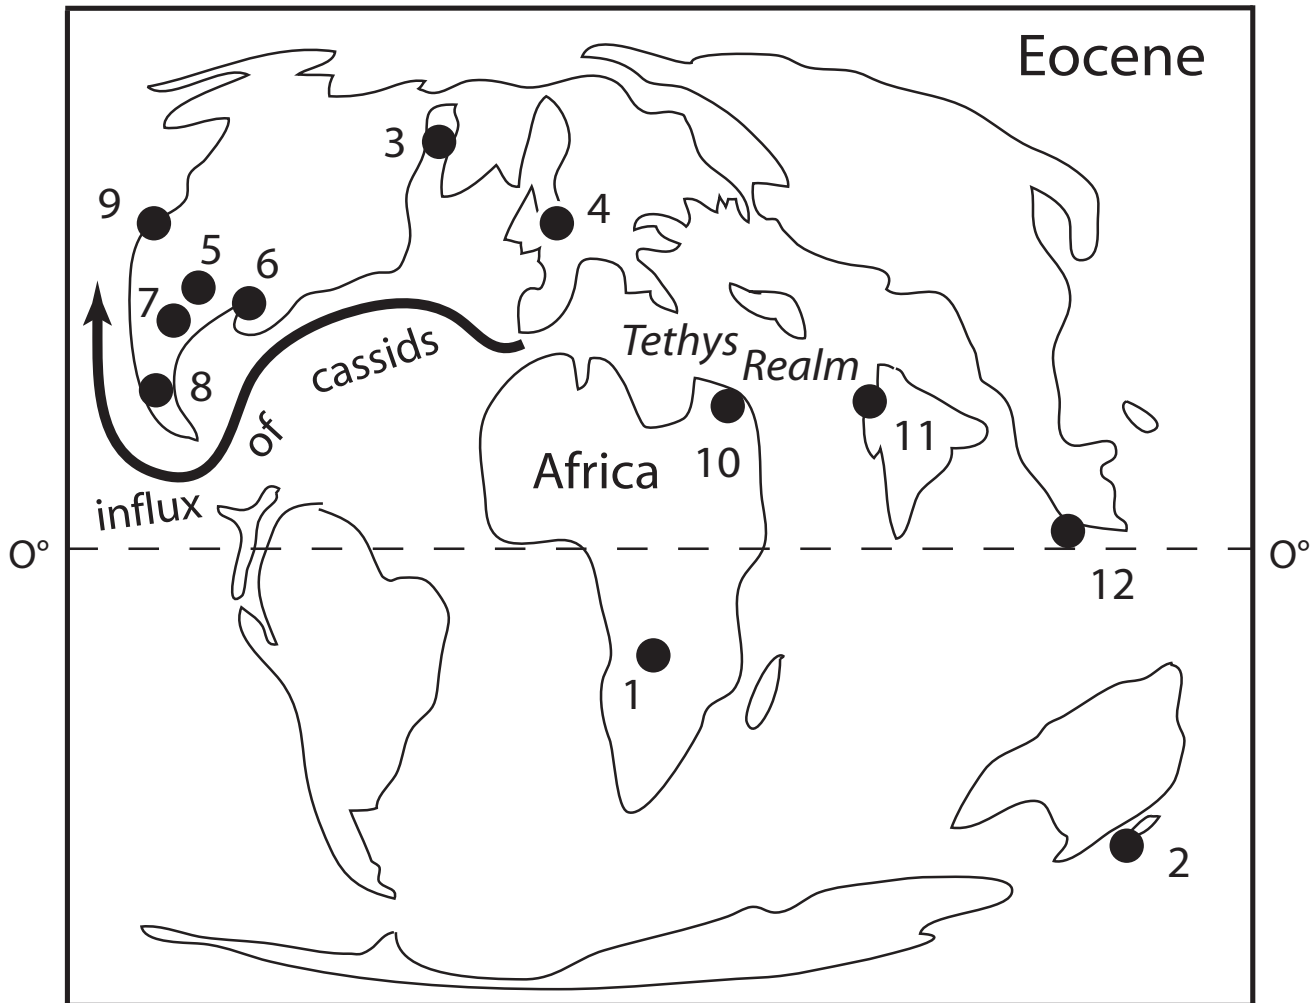 Eocene
3
9
4
5
6
7
Tethys
cassids
Realm
8
of
11
10
Africa
influx
O°
O°
12
1
2